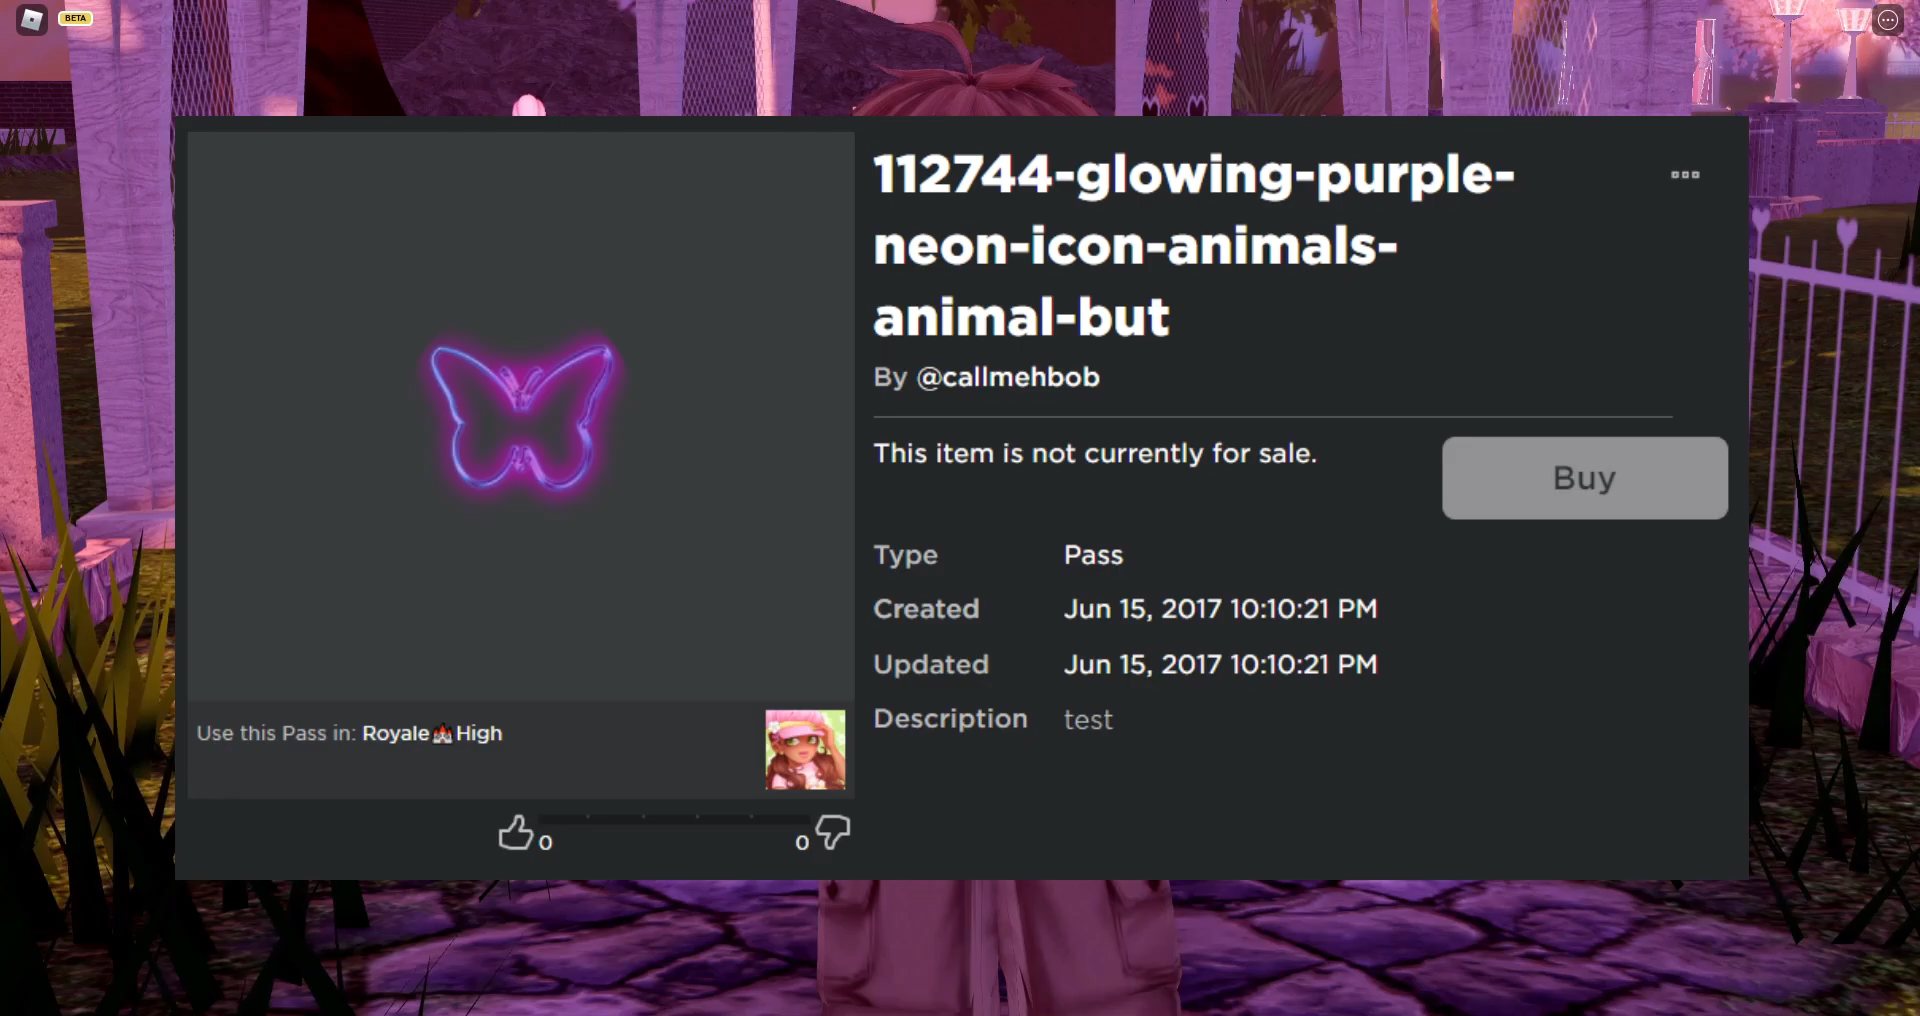 BETA
112744-glowing-purple-
neon-icon-animals-
animal-but
By @callmehbob
This item is not currently for sale.
Buy
Type Pass
Created Jun 15, 2017 10:10:21 PM
Updated Jun 15, 2017 10:10:21 PM
Description test
Use this Pass in: Royale🏰High
0 0